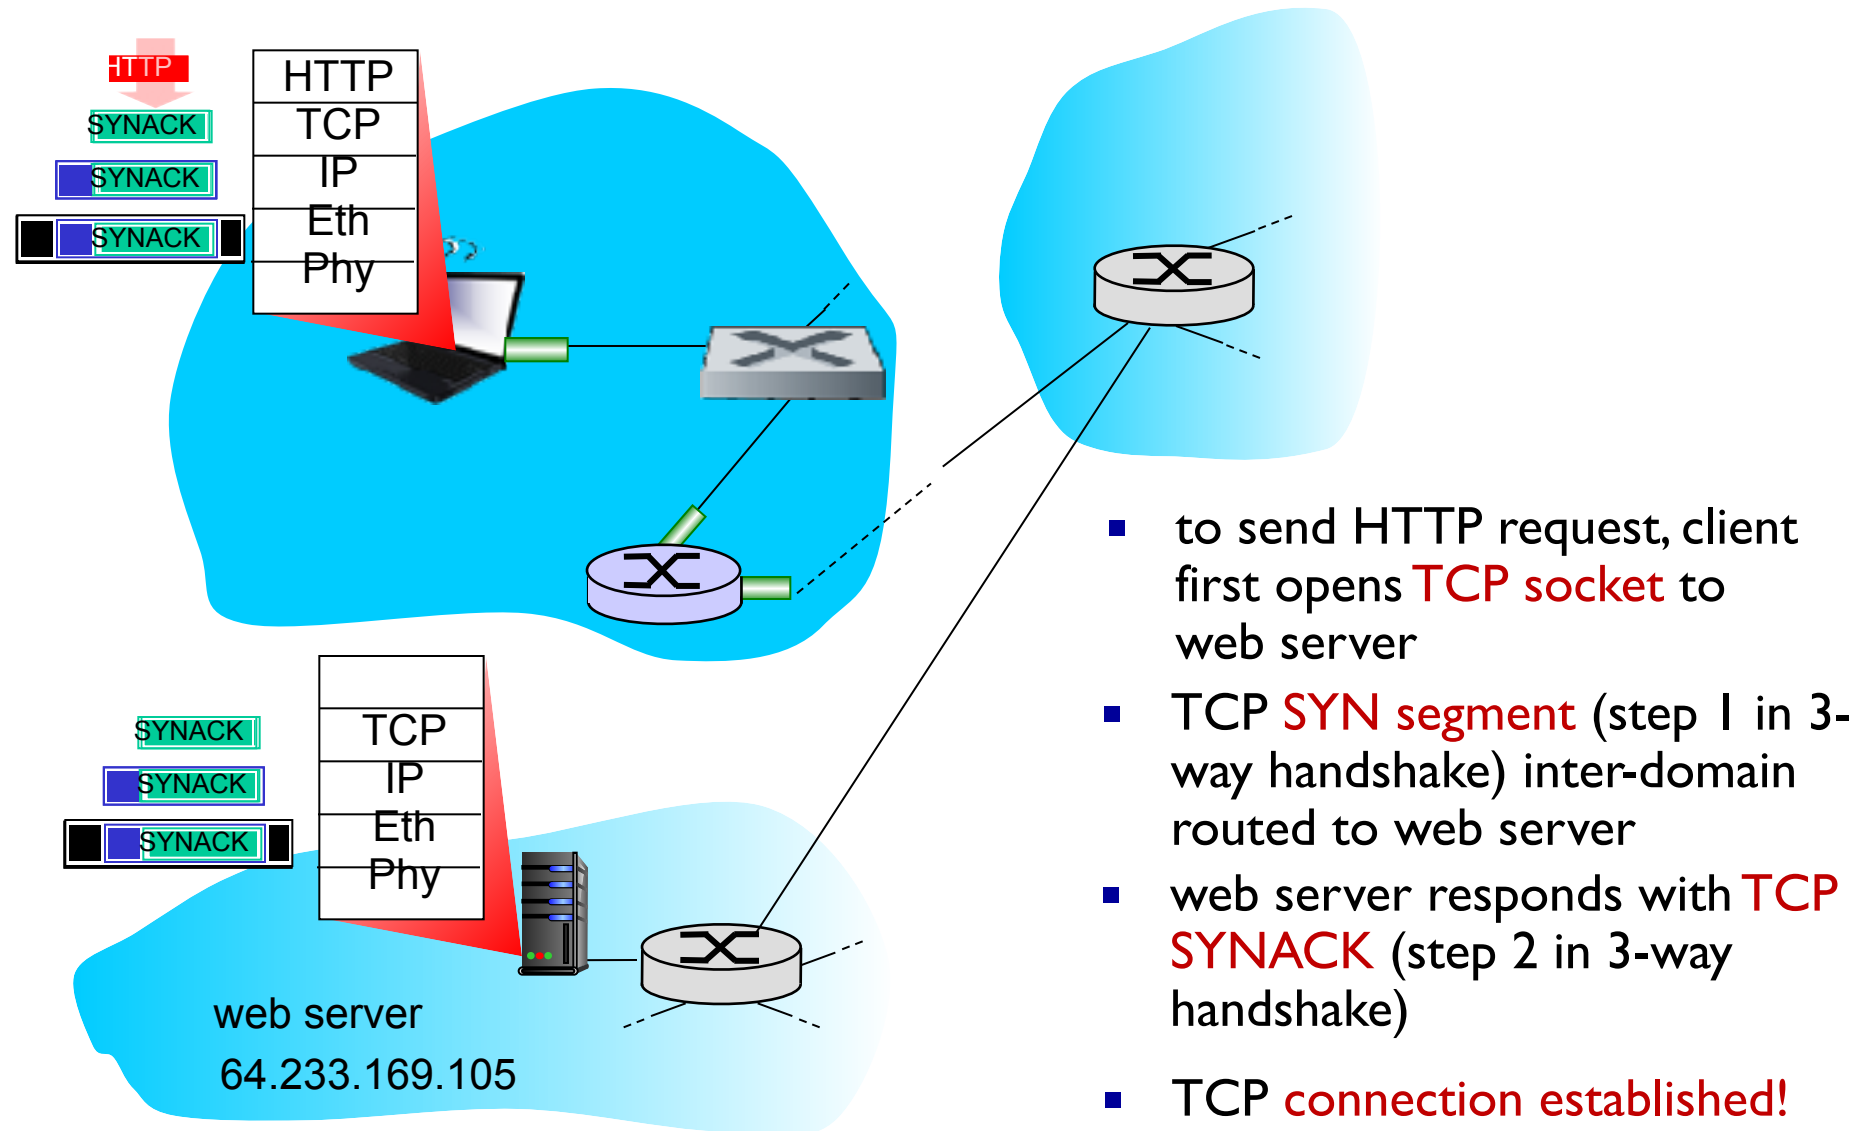 HTTP
SYNACK
SYNACK
SYNACK
HTTP
TCP
IP
Eth
Phy
SYNACK
SYNACK
SYNACK
TCP
IP
Eth
Phy
web server
64.233.169.105
to send HTTP request, client
first opens TCP socket to
web server
TCP SYN segment (step 1 in 3-
way handshake) inter-domain
routed to web server
web server responds with TCP
SYNACK (step 2 in 3-way
handshake)
TCP connection established!